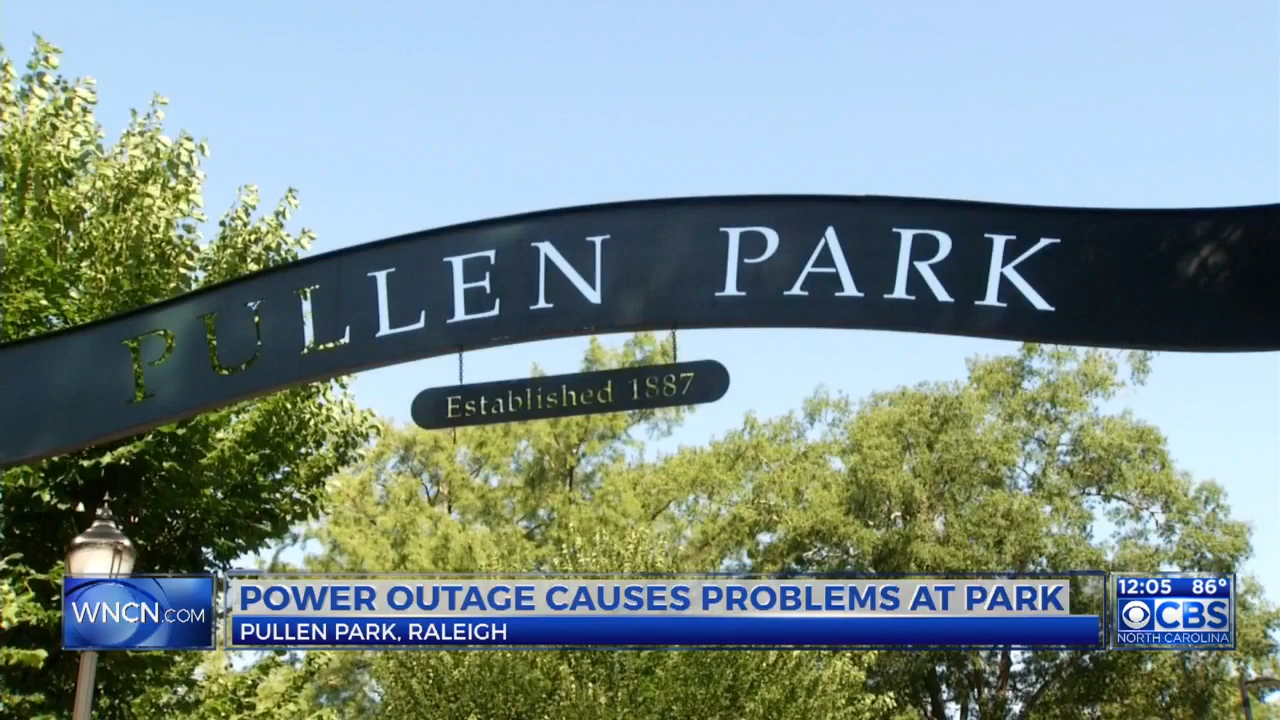 PULLEN PARK
Established 1887
WNCN.COM
POWER OUTAGE CAUSES PROBLEMS AT PARK
PULLEN PARK, RALEIGH
12:05 86°
CBS
NORTH CAROLINA